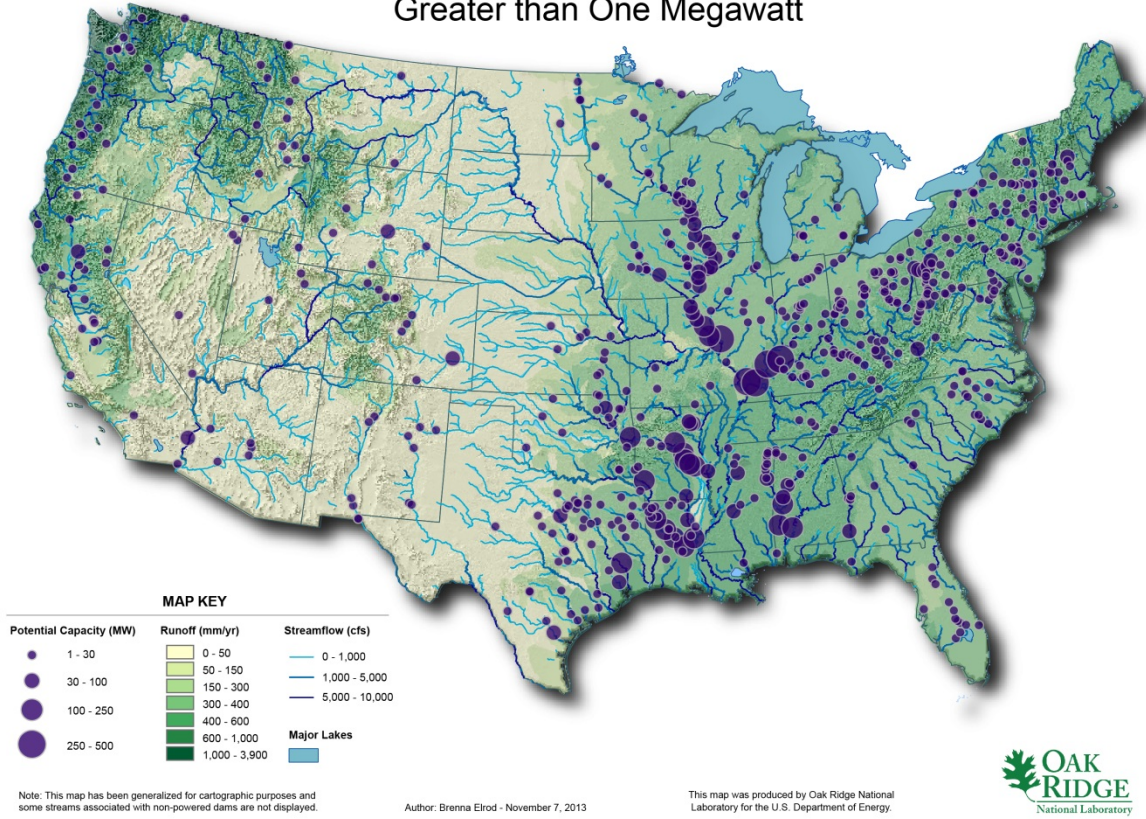 Greater than One Megawatt
MAP KEY
Potential Capacity (MW)
1 - 30
30 - 100
100 - 250
250 - 500
Runoff (mm/yr)
0 - 50
50 - 150
150 - 300
300 - 400
400 - 600
600 - 1,000
1,000 - 3,900
Streamflow (cfs)
0 - 1,000
1,000 - 5,000
5,000 - 10,000
Major Lakes
Note: This map has been generalized for cartographic purposes and
some streams associated with non-powered dams are not displayed.
Author: Brenna Elrod - November 7, 2013
This map was produced by Oak Ridge National
Laboratory for the U.S. Department of Energy.
OAK
RIDGE
National Laboratory